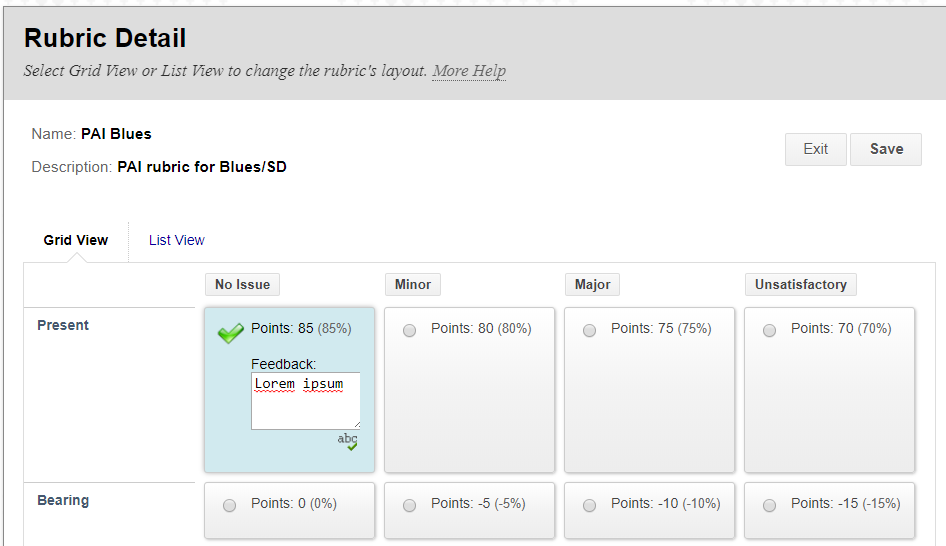 Rubric Detail
Select Grid View or List View to change the rubric's layout. More Help
Name: PAI Blues
Description: PAI rubric for Blues/SD
Exit Save
Grid View List View
No Issue Minor Major Unsatisfactory
Present Points: 85 (85%) Points: 80 (80%) Points: 75 (75%) Points: 70 (70%)
Feedback:
Lorem ipsum
abc
Bearing Points: 0 (0%) Points: -5 (-5%) Points: -10 (-10%) Points: -15 (-15%)